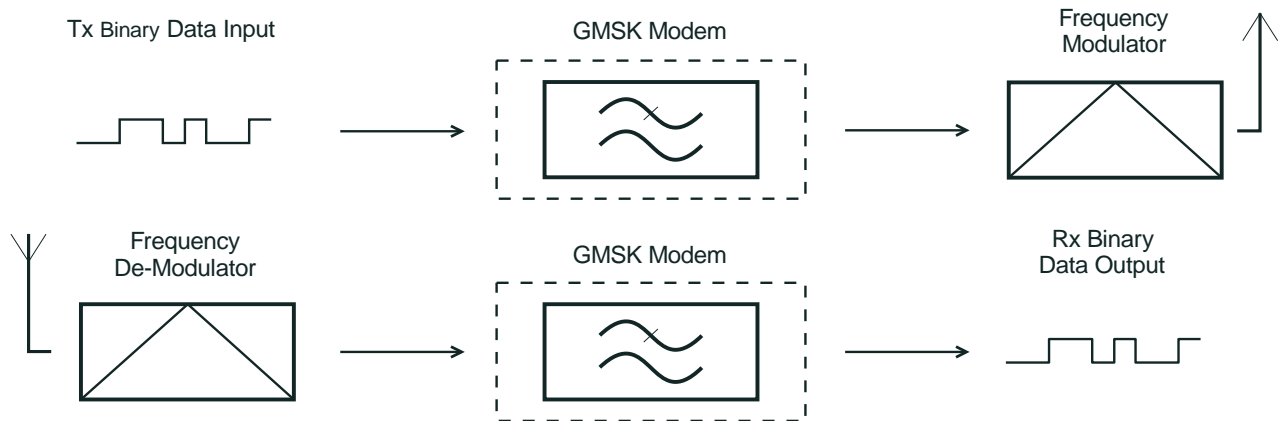 Tx Binary Data Input
GMSK Modem
Frequency
Modulator
Frequency
De-Modulator
GMSK Modem
Rx Binary
Data Output